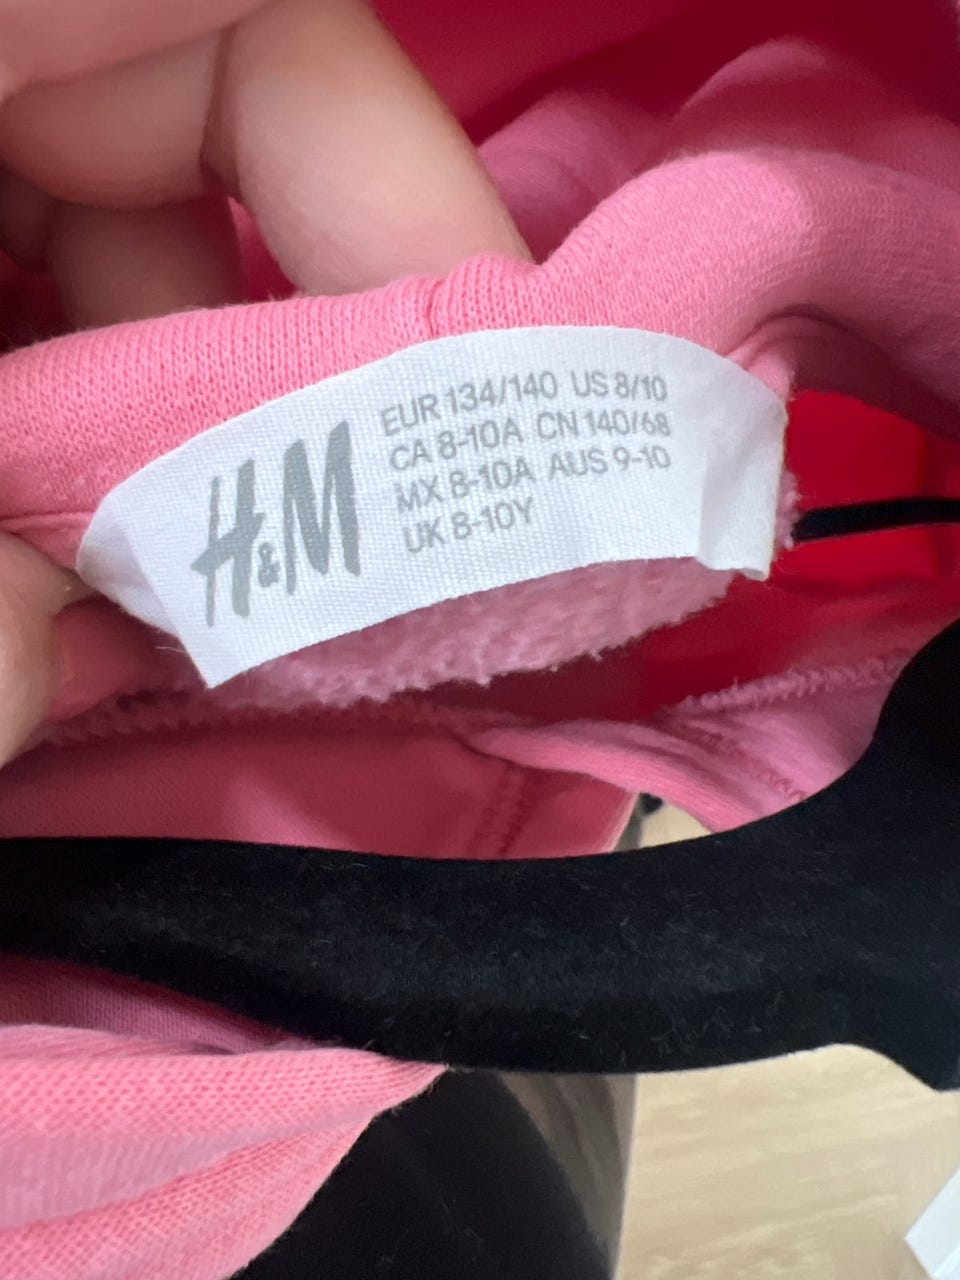 H&M
EUR 134/140 US 8/10
CA 8-10A CN 140/68
MX 8-10A AUS 9-10
UK 8-10Y